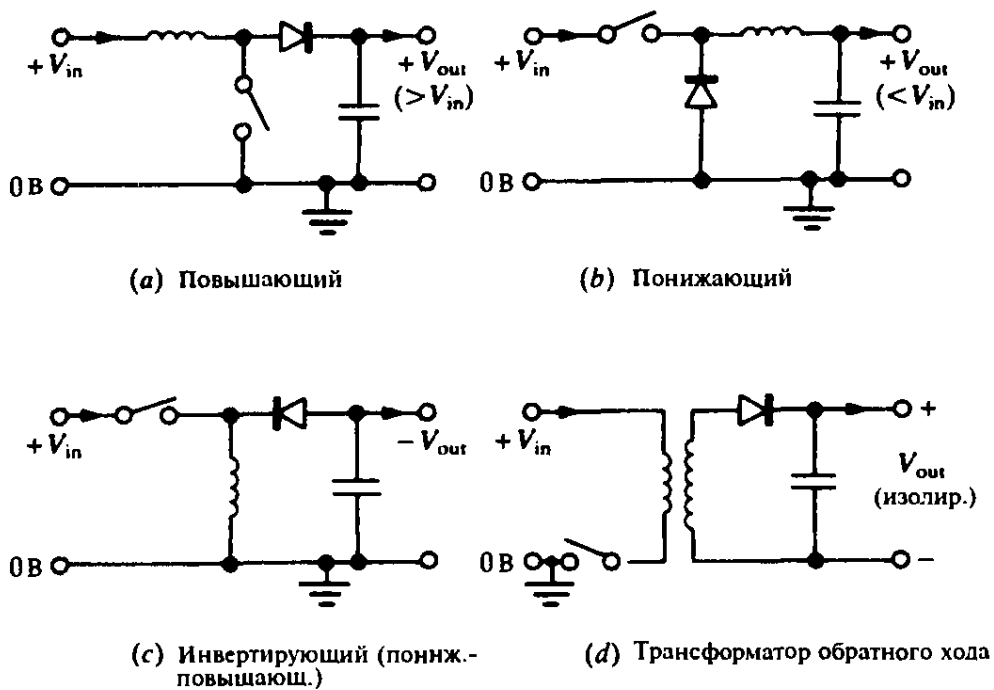 + V_in
+ V_out
(> V_in)
0 В
(a) Повышающий
+ V_in
+ V_out
(< V_in)
0 В
(b) Понижающий
+ V_in
− V_out
0 В
(c) Инвертирующий (пониж.-
повышающ.)
+ V_in
+
V_out
(изолир.)
0 В
−
(d) Трансформатор обратного хода